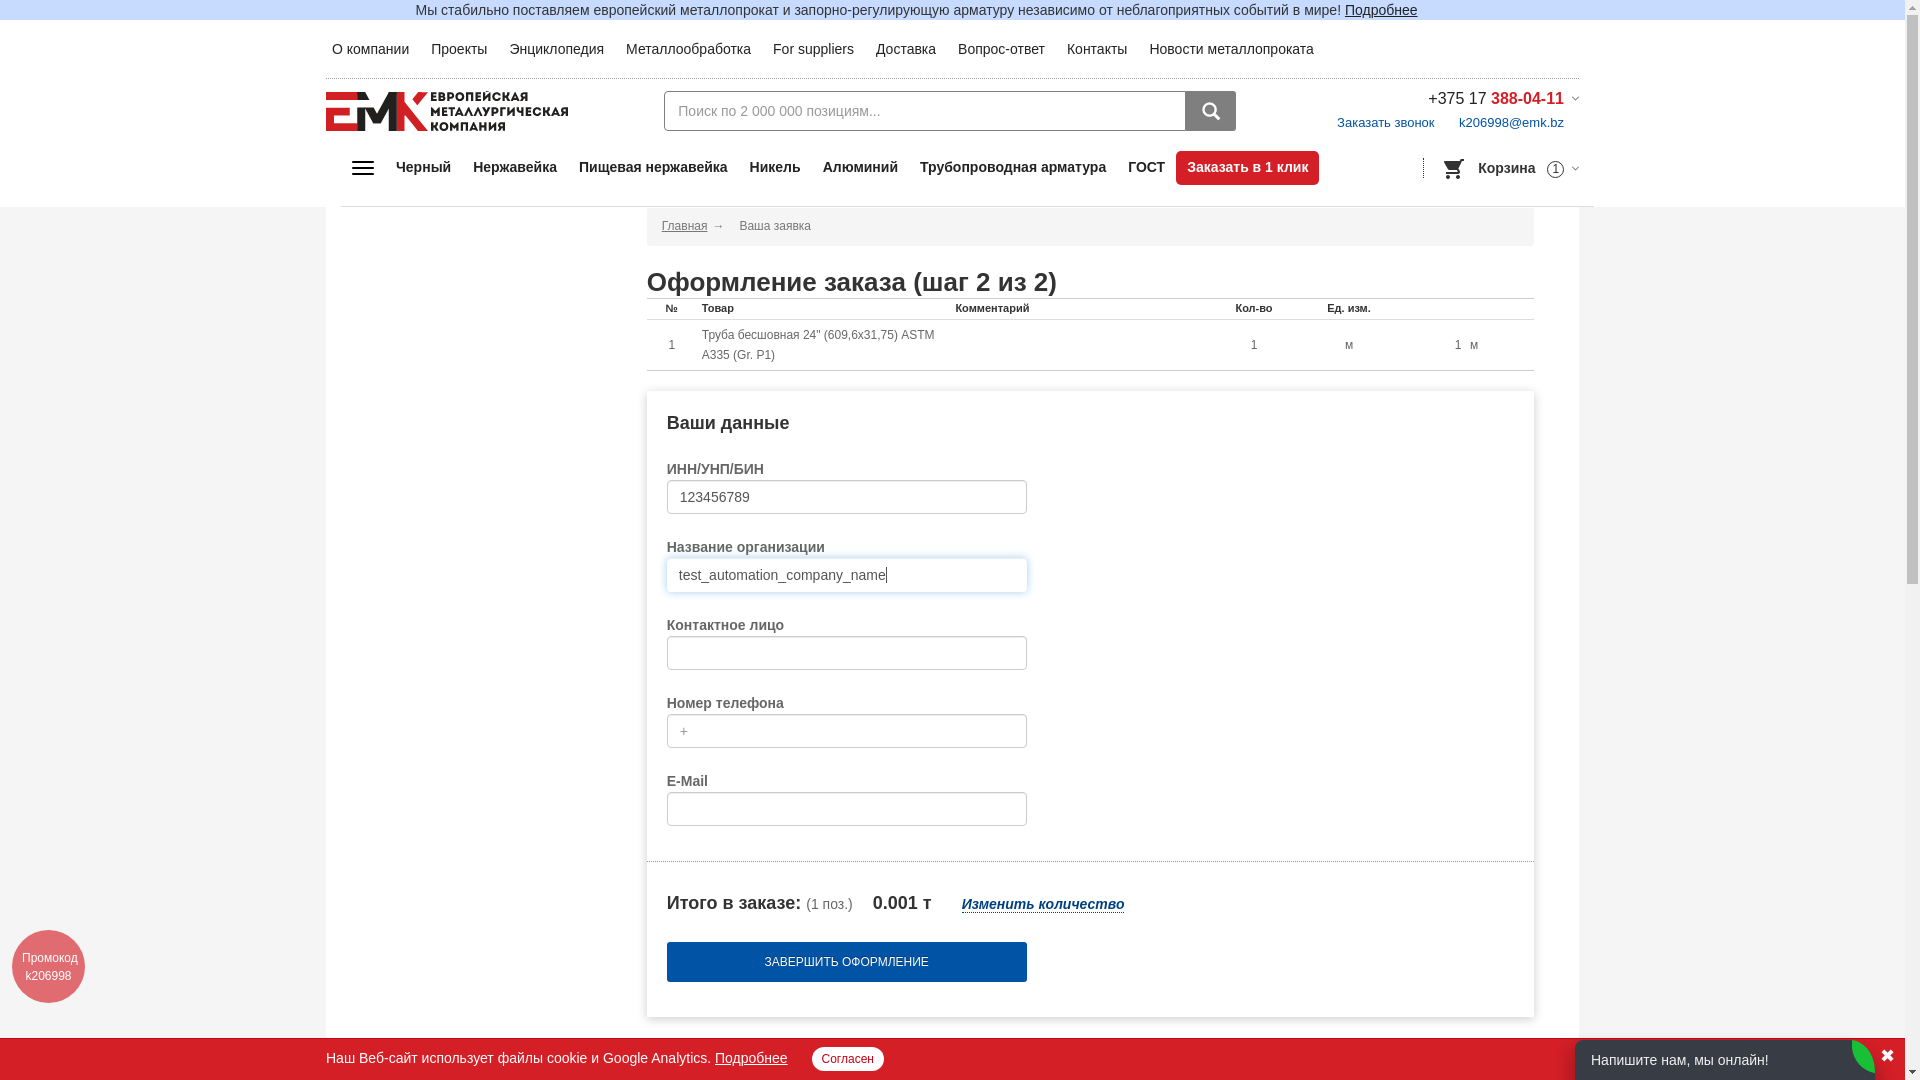 Мы стабильно поставляем европейский металлопрокат и запорно-регулирующую арматуру независимо от неблагоприятных событий в мире! Подробнее
О компании Проекты Энциклопедия Металлообработка For suppliers Доставка Вопрос-ответ Контакты Новости металлопроката
ЕМК ЕВРОПЕЙСКАЯ
МЕТАЛЛУРГИЧЕСКАЯ
КОМПАНИЯ
Поиск по 2 000 000 позициям...
+375 17 388-04-11
Заказать звонок k206998@emk.bz
Черный Нержавейка Пищевая нержавейка Никель Алюминий Трубопроводная арматура ГОСТ Заказать в 1 клик Корзина 1
Главная → Ваша заявка
Оформление заказа (шаг 2 из 2)
№ Товар Комментарий Кол-во Ед. изм.
1 Труба бесшовная 24" (609,6x31,75) ASTM A335 (Gr. P1) 1 м 1 м
Ваши данные
ИНН/УНП/БИН
123456789
Название организации
test_automation_company_name
Контактное лицо
Номер телефона
+
E-Mail
Итого в заказе: (1 поз.) 0.001 т Изменить количество
ЗАВЕРШИТЬ ОФОРМЛЕНИЕ
Промокод
k206998
Наш Веб-сайт использует файлы cookie и Google Analytics. Подробнее Согласен
Напишите нам, мы онлайн!